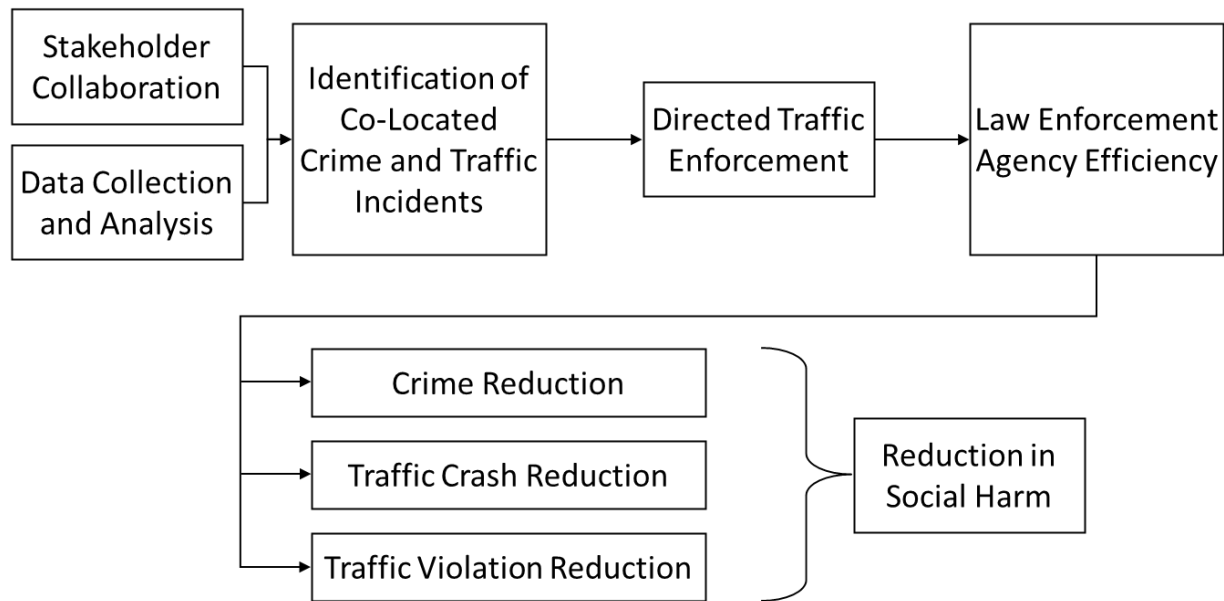 Stakeholder
Collaboration
Data Collection
and Analysis
Identification of
Co-Located
Crime and Traffic
Incidents
Directed Traffic
Enforcement
Law Enforcement
Agency Efficiency
Crime Reduction
Traffic Crash Reduction
Traffic Violation Reduction
Reduction in
Social Harm